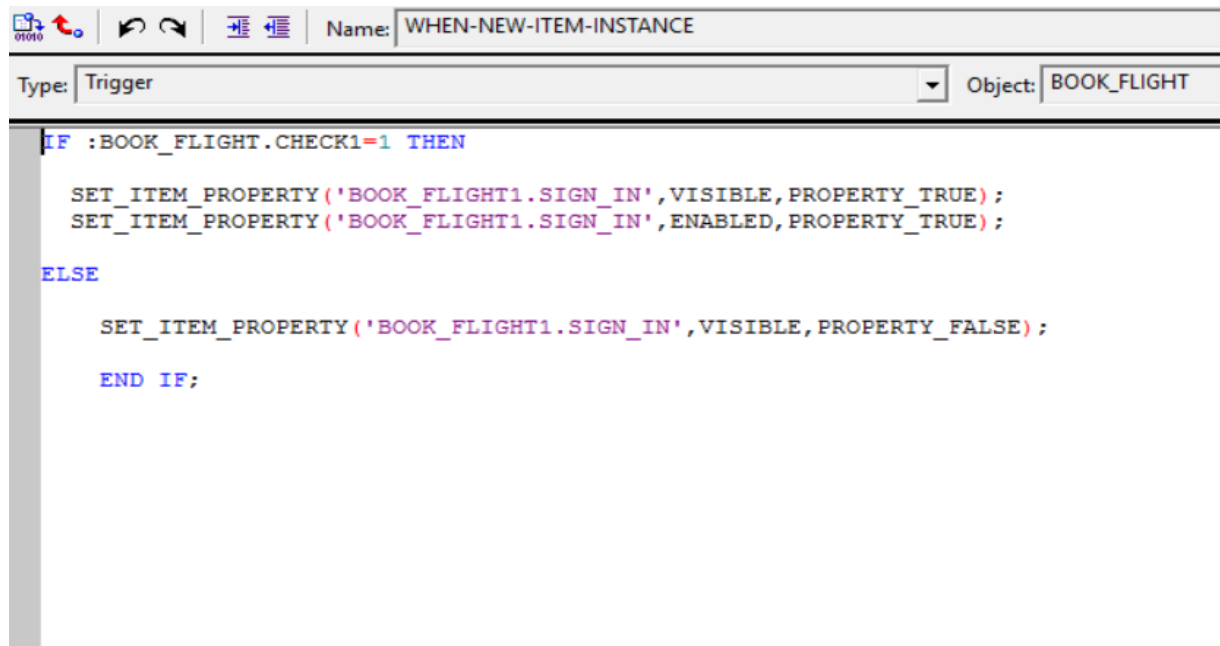 01010 Name: WHEN-NEW-ITEM-INSTANCE
Type: Trigger Object: BOOK_FLIGHT
IF :BOOK_FLIGHT.CHECK1=1 THEN
SET_ITEM_PROPERTY('BOOK_FLIGHT1.SIGN_IN',VISIBLE,PROPERTY_TRUE);
SET_ITEM_PROPERTY('BOOK_FLIGHT1.SIGN_IN',ENABLED,PROPERTY_TRUE);
ELSE
SET_ITEM_PROPERTY('BOOK_FLIGHT1.SIGN_IN',VISIBLE,PROPERTY_FALSE);
END IF;